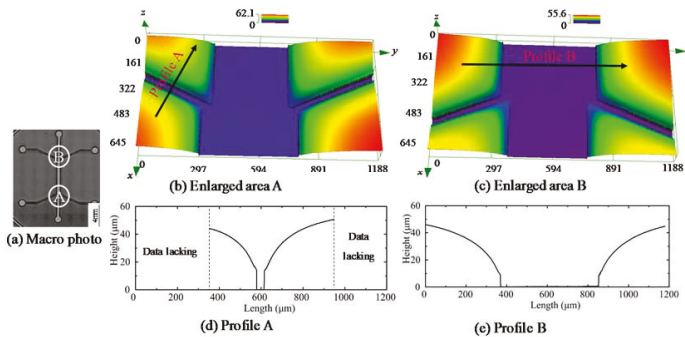 62.1
0
z
0
161
322
483
645
x
y
Profile A
0
297
594
891
1188
(b) Enlarged area A
55.6
0
z
0
161
322
483
645
x
y
Profile B
0
297
594
891
1188
(c) Enlarged area B
B
A
4cm
(a) Macro photo
Height (μm)
60
40
20
0
Data lacking
Data
lacking
0
200
400
600
800
1000
1200
Length (μm)
(d) Profile A
Height (μm)
60
40
20
0
0
200
400
600
800
1000
1200
Length (μm)
(e) Profile B